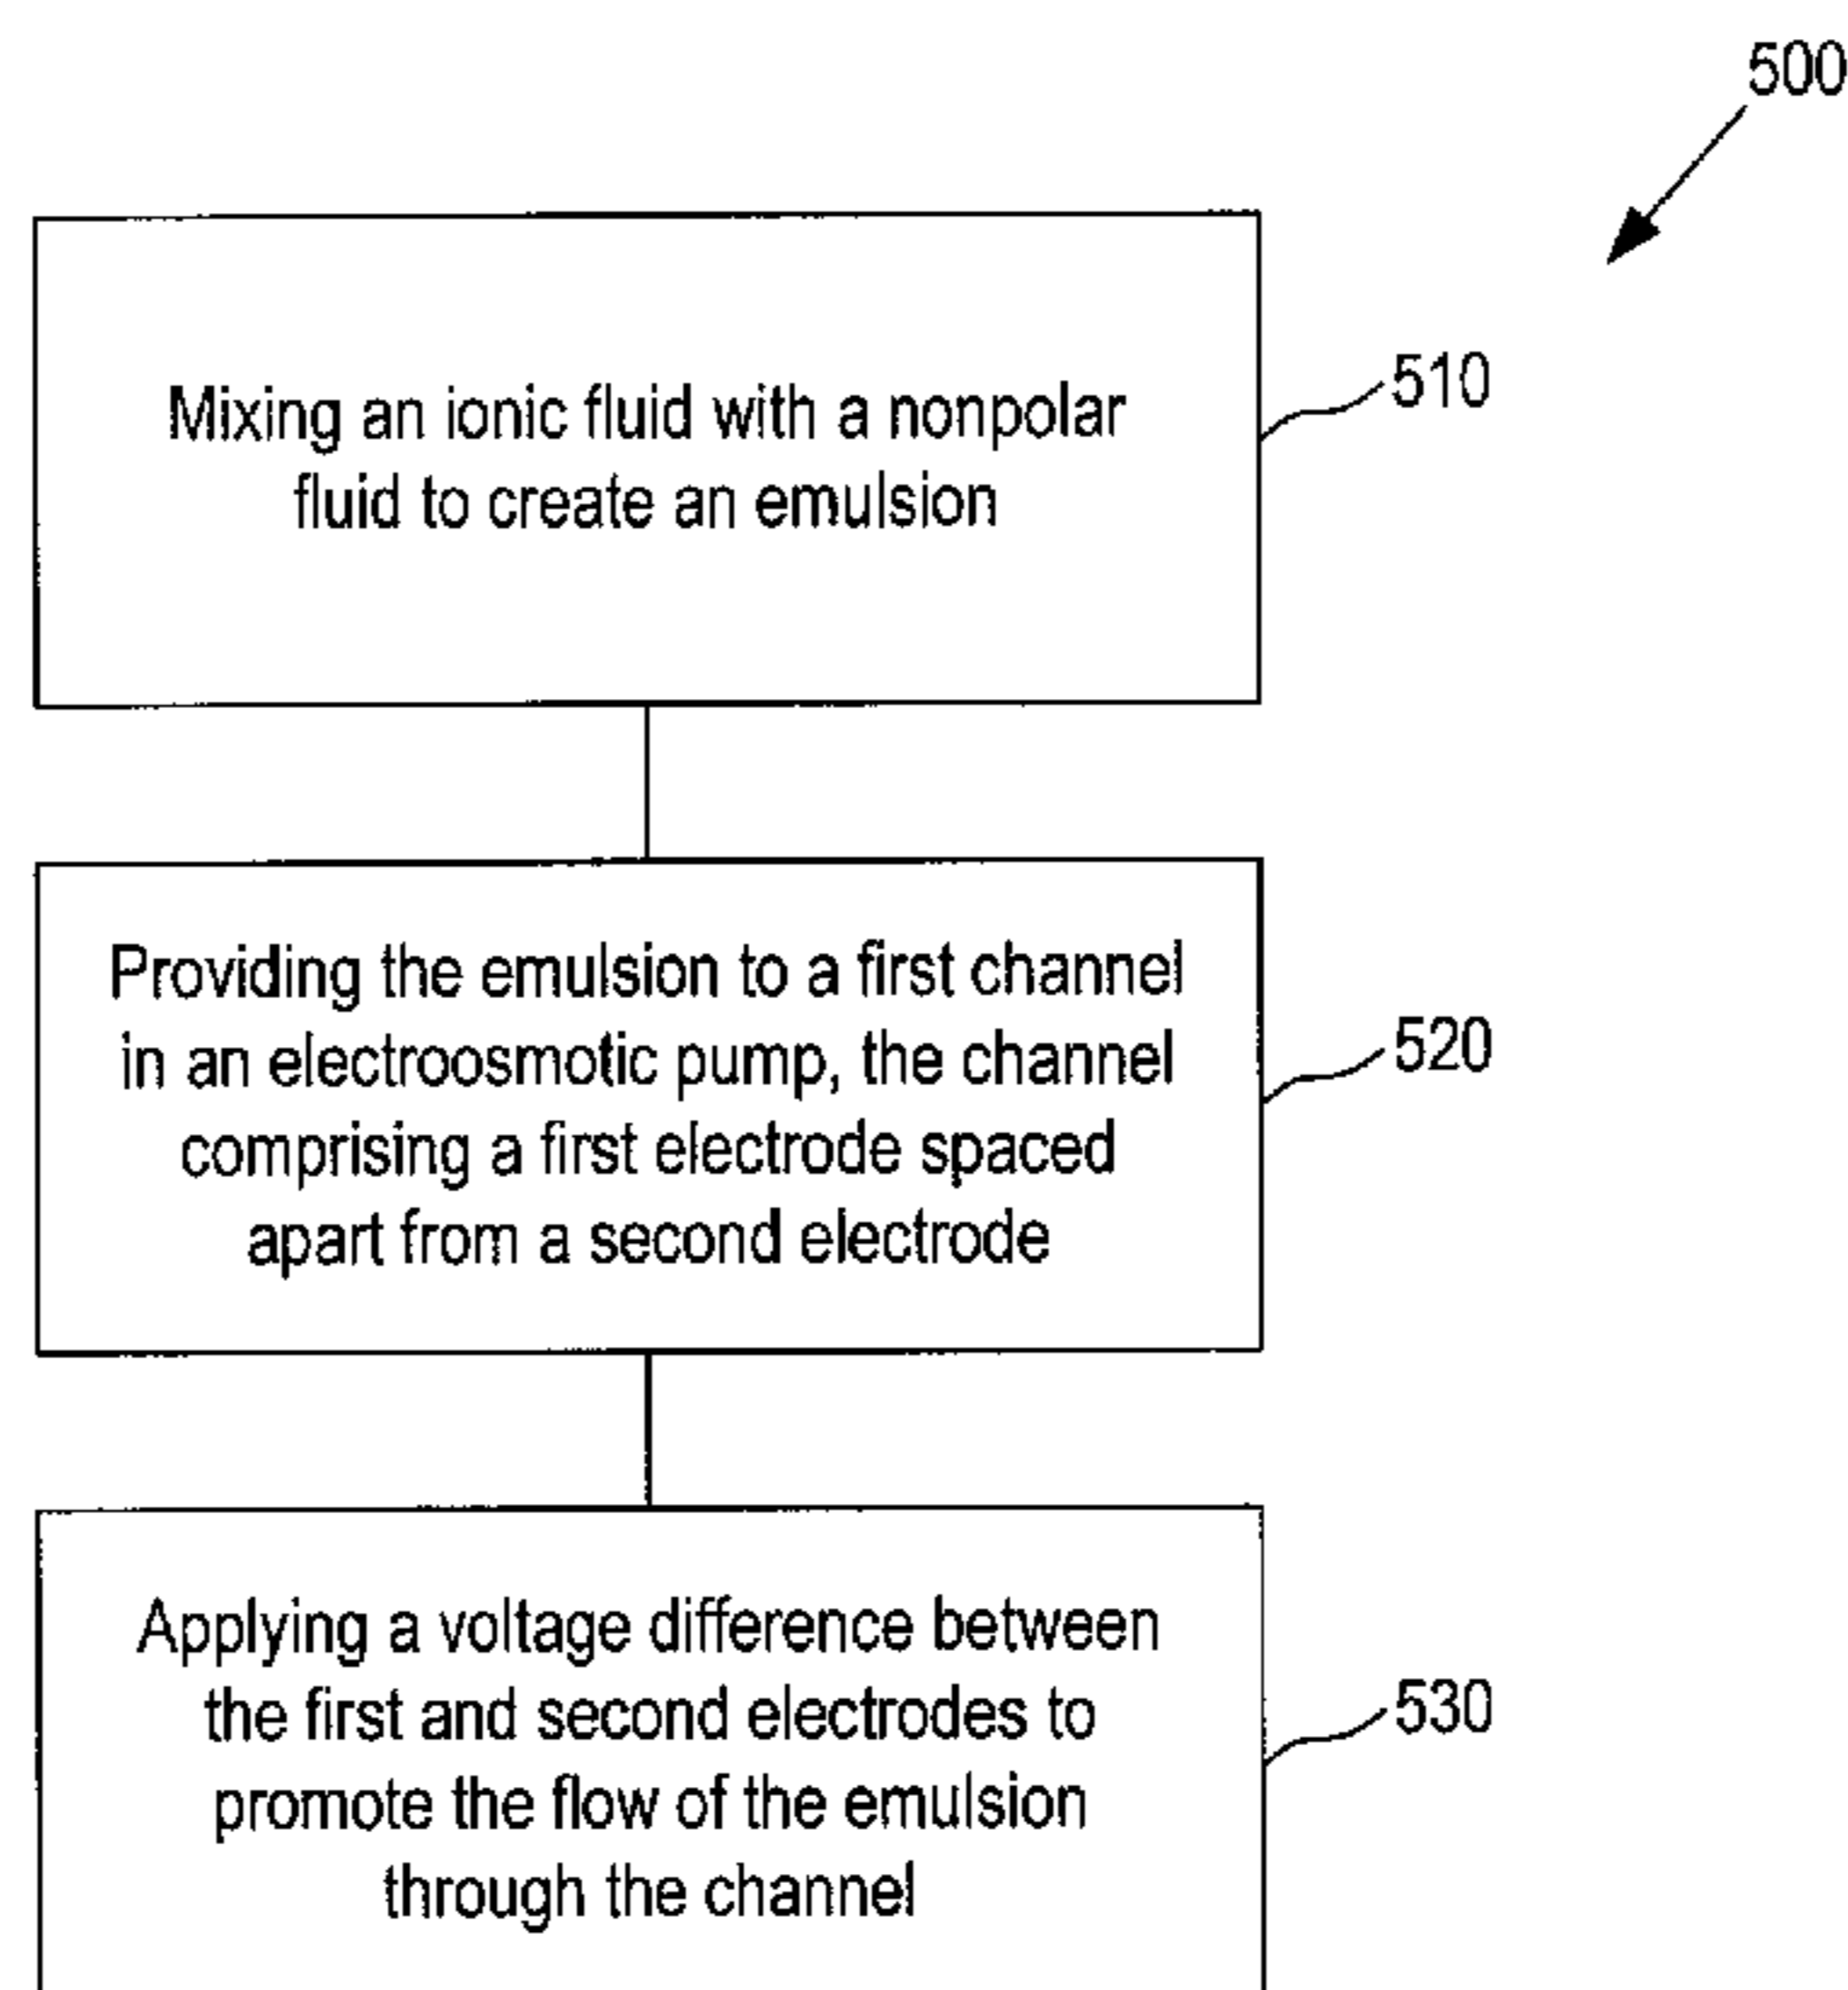 500
Mixing an ionic fluid with a nonpolar
fluid to create an emulsion
510
Providing the emulsion to a first channel
in an electroosmotic pump, the channel
comprising a first electrode spaced
apart from a second electrode
520
Applying a voltage difference between
the first and second electrodes to
promote the flow of the emulsion
through the channel
530